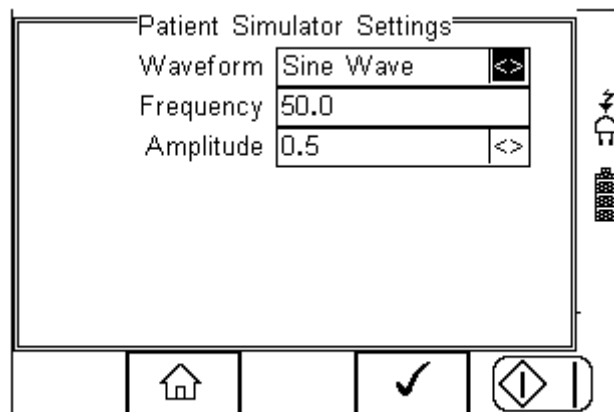 Patient Simulator Settings
Waveform Sine Wave <>
Frequency 50.0
Amplitude 0.5 <>